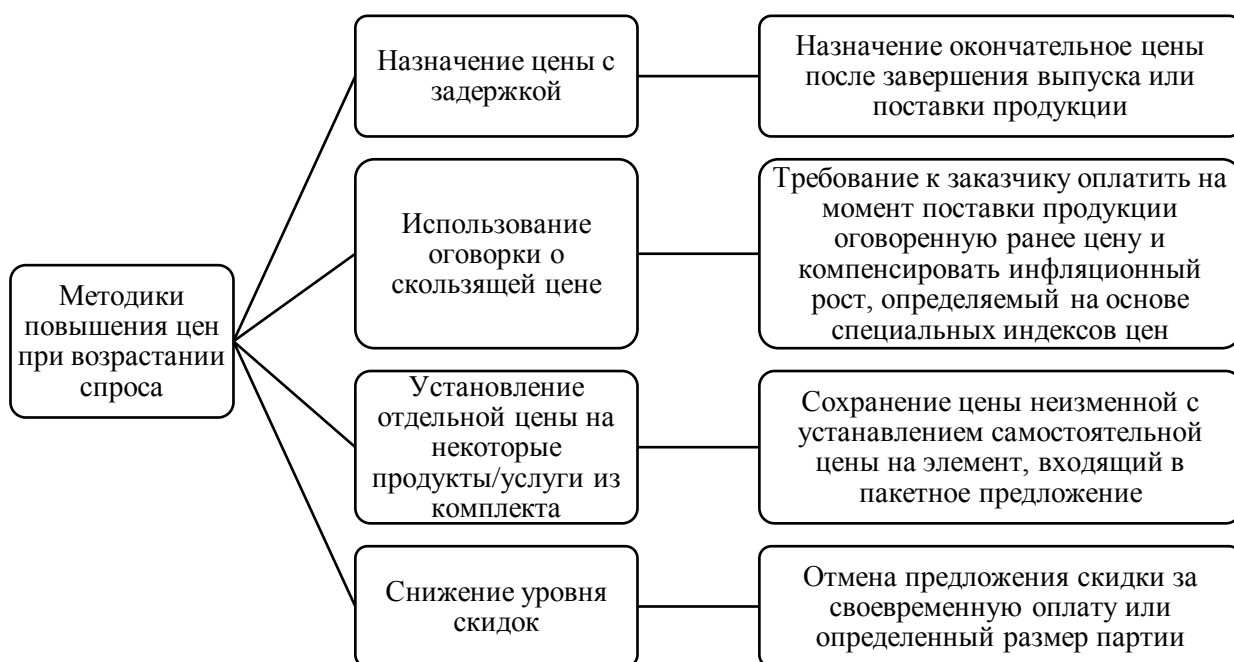 Методики
повышения цен
при возрастании
спроса
Назначение цены с
задержкой
Назначение окончательное цены
после завершения выпуска или
поставки продукции
Использование
оговорки о
скользящей цене
Требование к заказчику оплатить на
момент поставки продукции
оговоренную ранее цену и
компенсировать инфляционный
рост, определяемый на основе
специальных индексов цен
Установление
отдельной цены на
некоторые
продукты/услуги из
комплекта
Сохранение цены неизменной с
устанавлением самостоятельной
цены на элемент, входящий в
пакетное предложение
Снижение уровня
скидок
Отмена предложения скидки за
своевременную оплату или
определенный размер партии